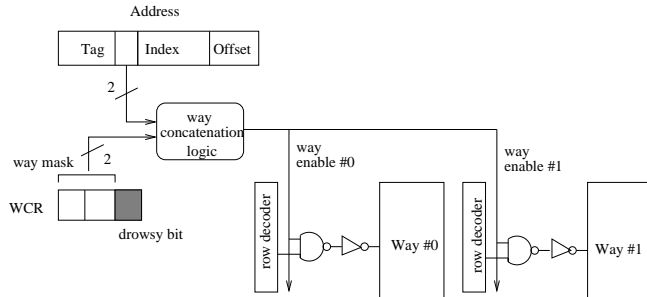 Address
Tag
Index
Offset
2
way
concatenation
logic
way mask
2
WCR
drowsy bit
way
enable #0
way
enable #1
row decoder
Way #0
row decoder
Way #1